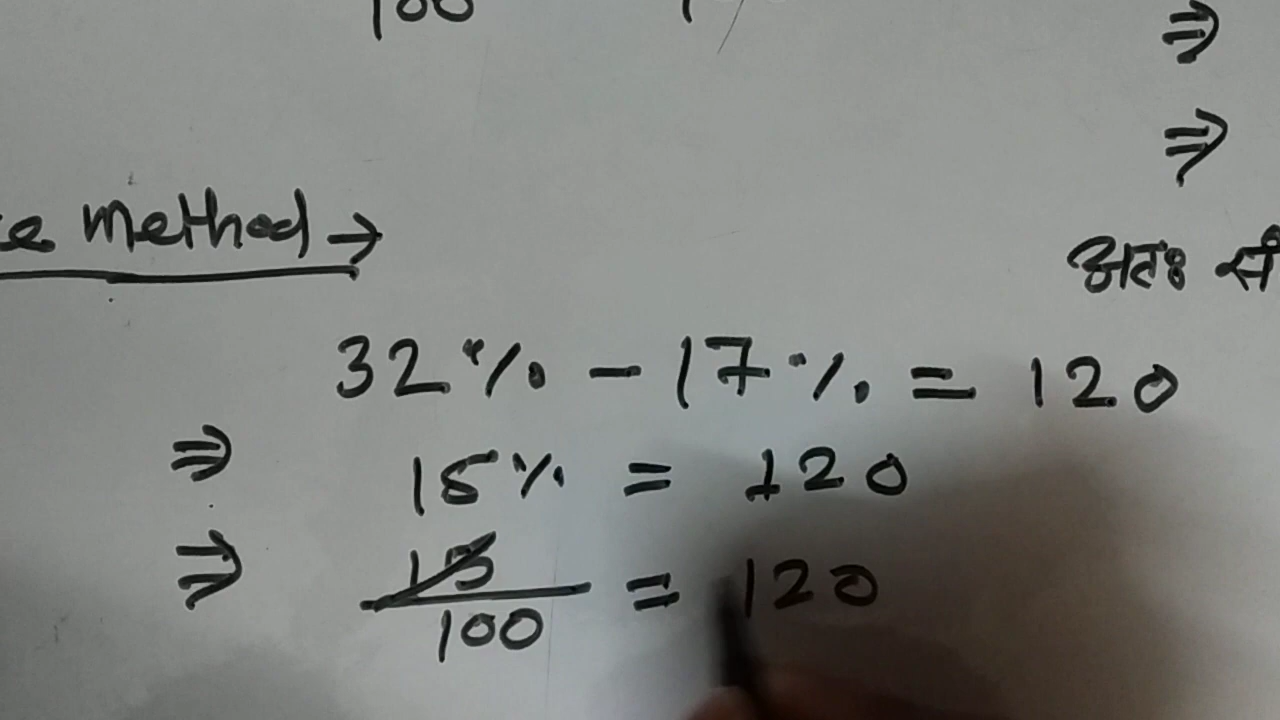 100
⇒
⇒
method →
अतः
32% - 17% = 120
⇒ 15% = 120
⇒ 15/100 = 120